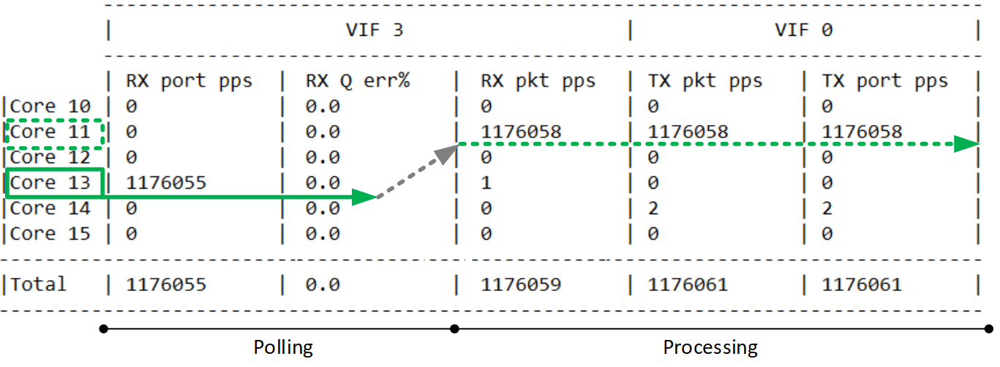 | VIF 3 | VIF 0 |
| RX port pps | RX Q err% | RX pkt pps | TX pkt pps | TX port pps |
|Core 10 | 0 | 0.0 | 0 | 0 | 0 |
|Core 11 | 0 | 0.0 | 1176058 | 1176058 | 1176058 |
|Core 12 | 0 | 0.0 | 0 | 0 | 0 |
|Core 13 | 1176055 | 0.0 | 1 | 0 | 0 |
|Core 14 | 0 | 0.0 | 0 | 2 | 2 |
|Core 15 | 0 | 0.0 | 0 | 0 | 0 |
|Total | 1176055 | 0.0 | 1176059 | 1176061 | 1176061 |
Polling Processing